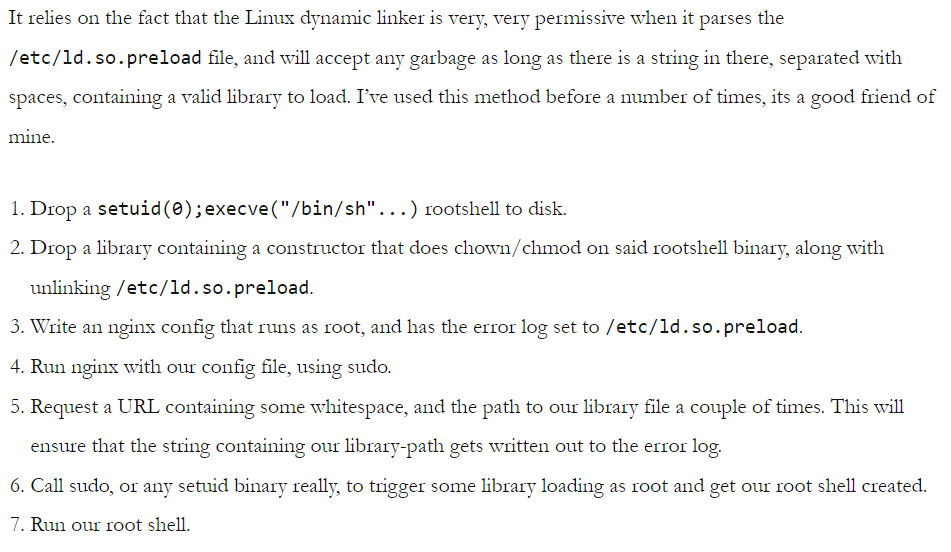 It relies on the fact that the Linux dynamic linker is very, very permissive when it parses the
/etc/ld.so.preload file, and will accept any garbage as long as there is a string in there, separated with
spaces, containing a valid library to load. I've used this method before a number of times, its a good friend of
mine.
1. Drop a setuid(0);execve("/bin/sh"...) rootshell to disk.
2. Drop a library containing a constructor that does chown/chmod on said rootshell binary, along with
unlinking /etc/ld.so.preload.
3. Write an nginx config that runs as root, and has the error log set to /etc/ld.so.preload.
4. Run nginx with our config file, using sudo.
5. Request a URL containing some whitespace, and the path to our library file a couple of times. This will
ensure that the string containing our library-path gets written out to the error log.
6. Call sudo, or any setuid binary really, to trigger some library loading as root and get our root shell created.
7. Run our root shell.